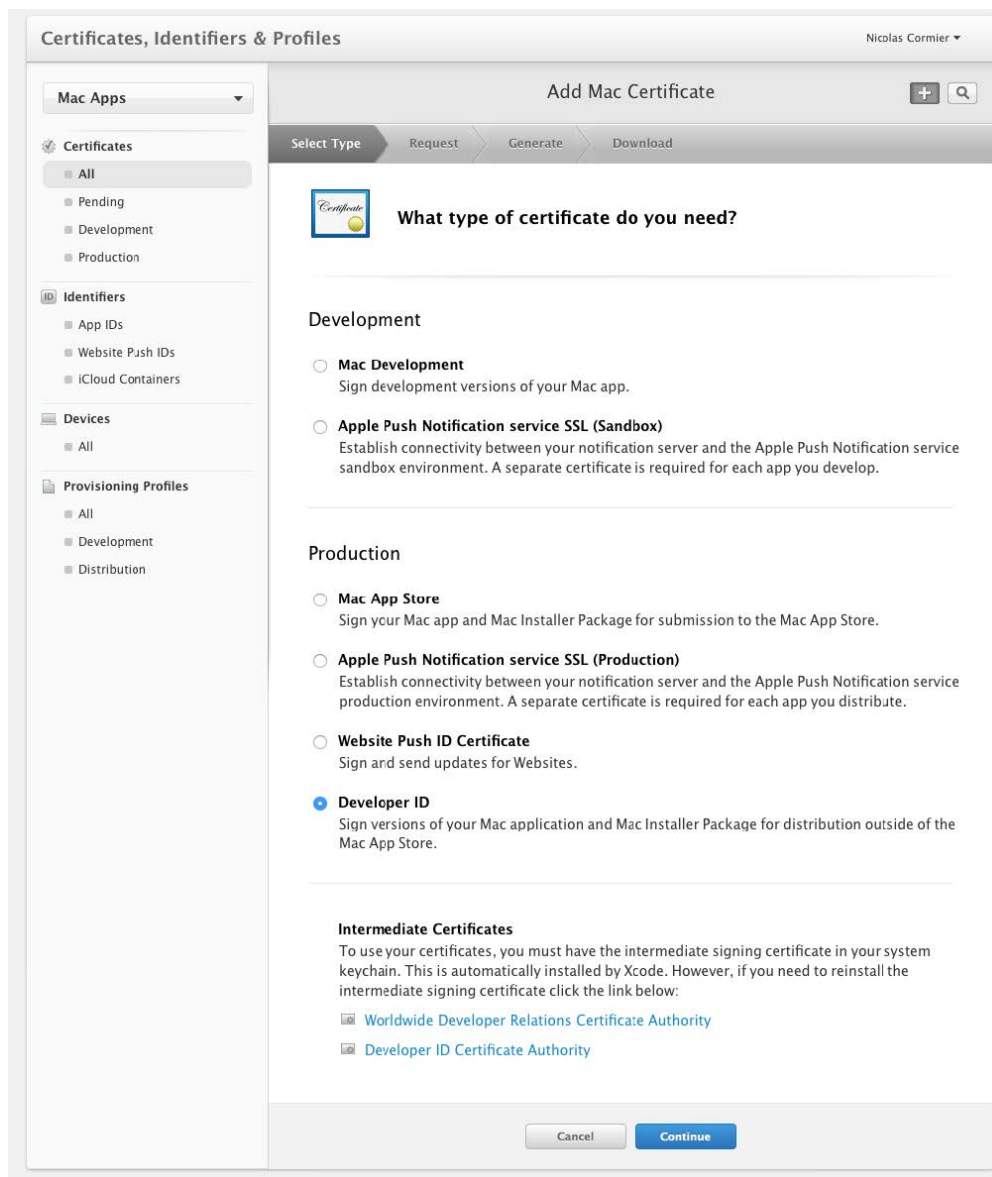 Certificates, Identifiers & Profiles
Nicolas Cormier
Mac Apps
Add Mac Certificate
Select Type
Request
Generate
Download
Certificates
All
Pending
Development
Production
Identifiers
App IDs
Website Push IDs
iCloud Containers
Devices
All
Provisioning Profiles
All
Development
Distribution
Certificate
What type of certificate do you need?
Development
Mac Development
Sign development versions of your Mac app.
Apple Push Notification service SSL (Sandbox)
Establish connectivity between your notification server and the Apple Push Notification service
sandbox environment. A separate certificate is required for each app you develop.
Production
Mac App Store
Sign your Mac app and Mac Installer Package for submission to the Mac App Store.
Apple Push Notification service SSL (Production)
Establish connectivity between your notification server and the Apple Push Notification service
production environment. A separate certificate is required for each app you distribute.
Website Push ID Certificate
Sign and send updates for Websites.
Developer ID
Sign versions of your Mac application and Mac Installer Package for distribution outside of the
Mac App Store.
Intermediate Certificates
To use your certificates, you must have the intermediate signing certificate in your system
keychain. This is automatically installed by Xcode. However, if you need to reinstall the
intermediate signing certificate click the link below:
Worldwide Developer Relations Certificate Authority
Developer ID Certificate Authority
Cancel
Continue